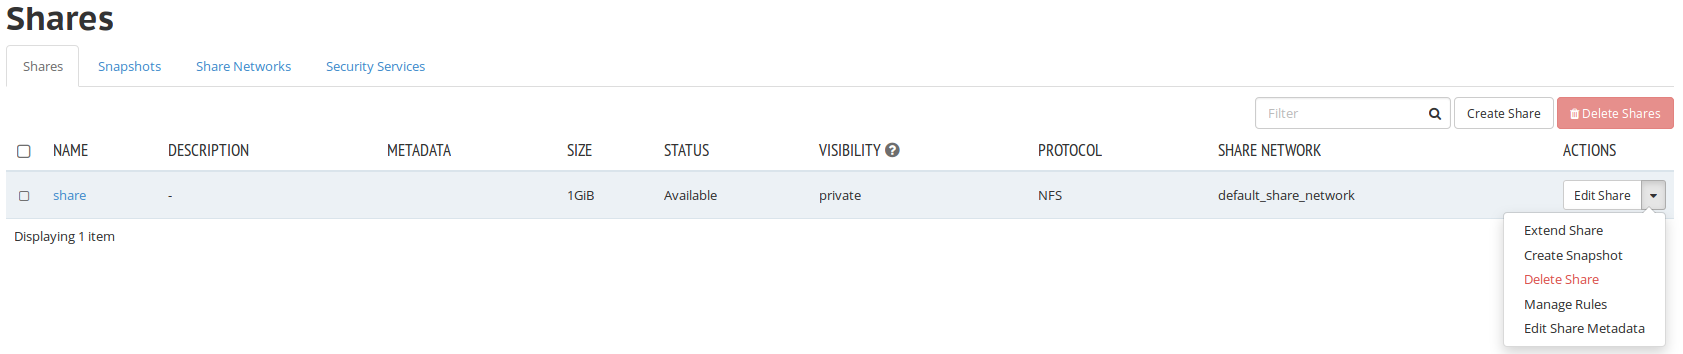 Shares
Shares Snapshots Share Networks Security Services
Filter Create Share Delete Shares
NAME DESCRIPTION METADATA SIZE STATUS VISIBILITY ? PROTOCOL SHARE NETWORK ACTIONS
share - 1GiB Available private NFS default_share_network Edit Share
Displaying 1 item
Extend Share
Create Snapshot
Delete Share
Manage Rules
Edit Share Metadata